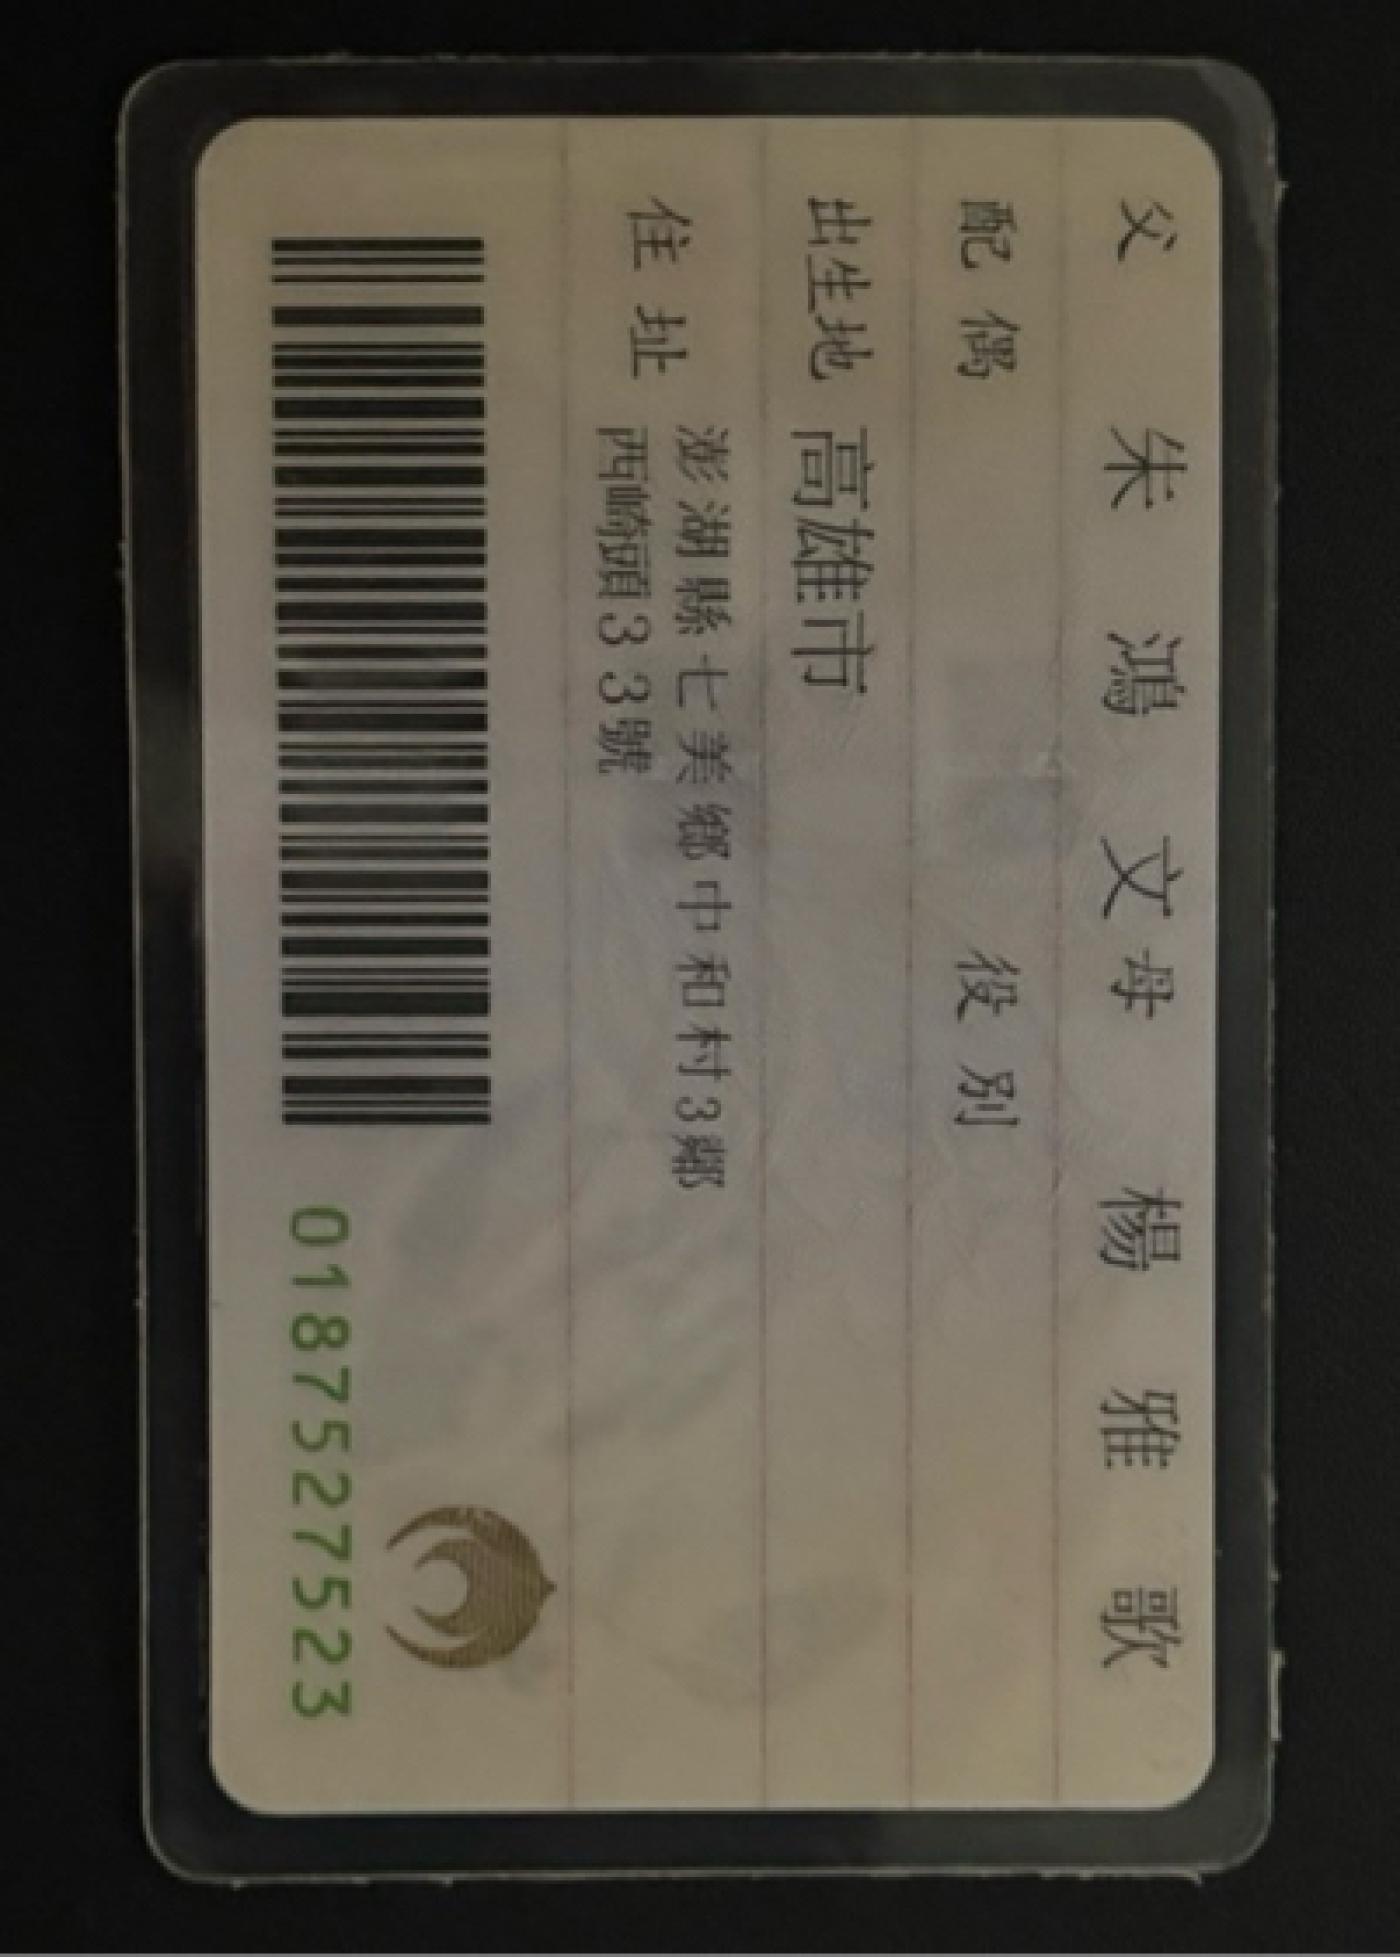 父 朱鴻文 母 楊雅歌
配偶 役別
出生地 高雄市
住址 澎湖縣七美鄉中和村3鄰
西崎頭33號
0187527523